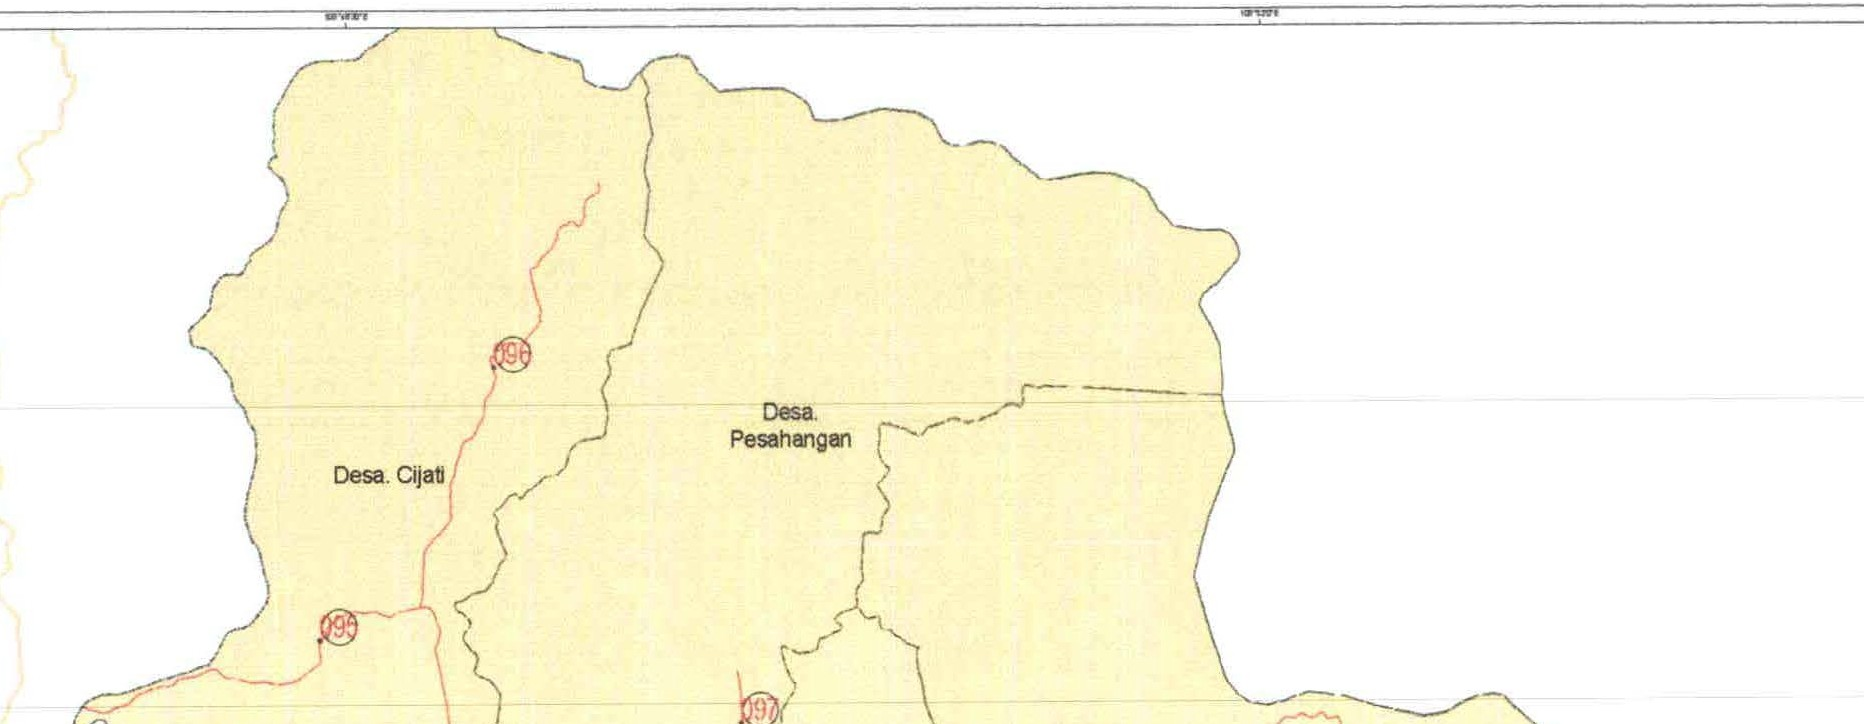 096
Desa.
Pesahangan
Desa. Cijati
095
097